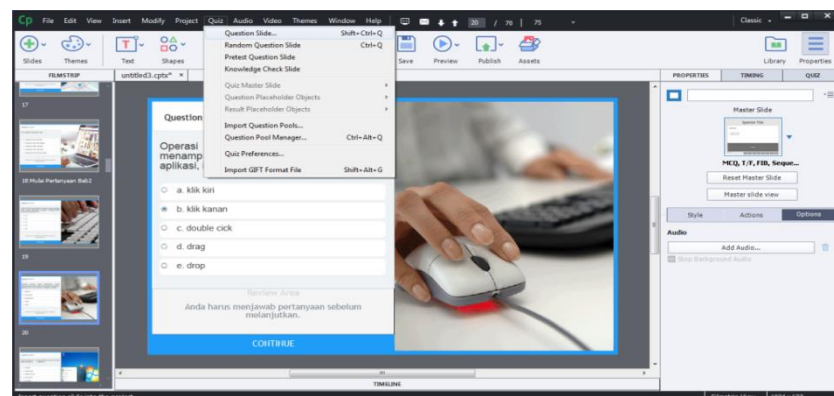 Cp File Edit View Insert Modify Project Quiz Audio Video Themes Window Help 20 / 76 | 75 Classic
Slides Themes Text Shapes Save Preview Publish Assets Library Properties
FILMSTRIP
untitled3.cptx* ×
Question Slide... Shift+Ctrl+Q
Random Question Slide Ctrl+Q
Pretest Question Slide
Knowledge Check Slide
Quiz Master Slide
Question Placeholder Objects
Result Placeholder Objects
Import Question Pools...
Question Pool Manager... Ctrl+Alt+Q
Quiz Preferences...
Import GIFT Format File Shift+Alt+G
17
18 Mulai Pertanyaan Bab2
19
20
Question
Operasi
menamp
aplikasi,
a. klik kiri
b. klik kanan
c. double cick
d. drag
e. drop
Review Area
Anda harus menjawab pertanyaan sebelum
melanjutkan.
CONTINUE
TIMELINE
PROPERTIES TIMING QUIZ
Master Slide
Question Title
MCQ, T/F, FIB, Seque...
Reset Master Slide
Master slide view
Style Actions Options
Audio
Add Audio...
Stop Background Audio